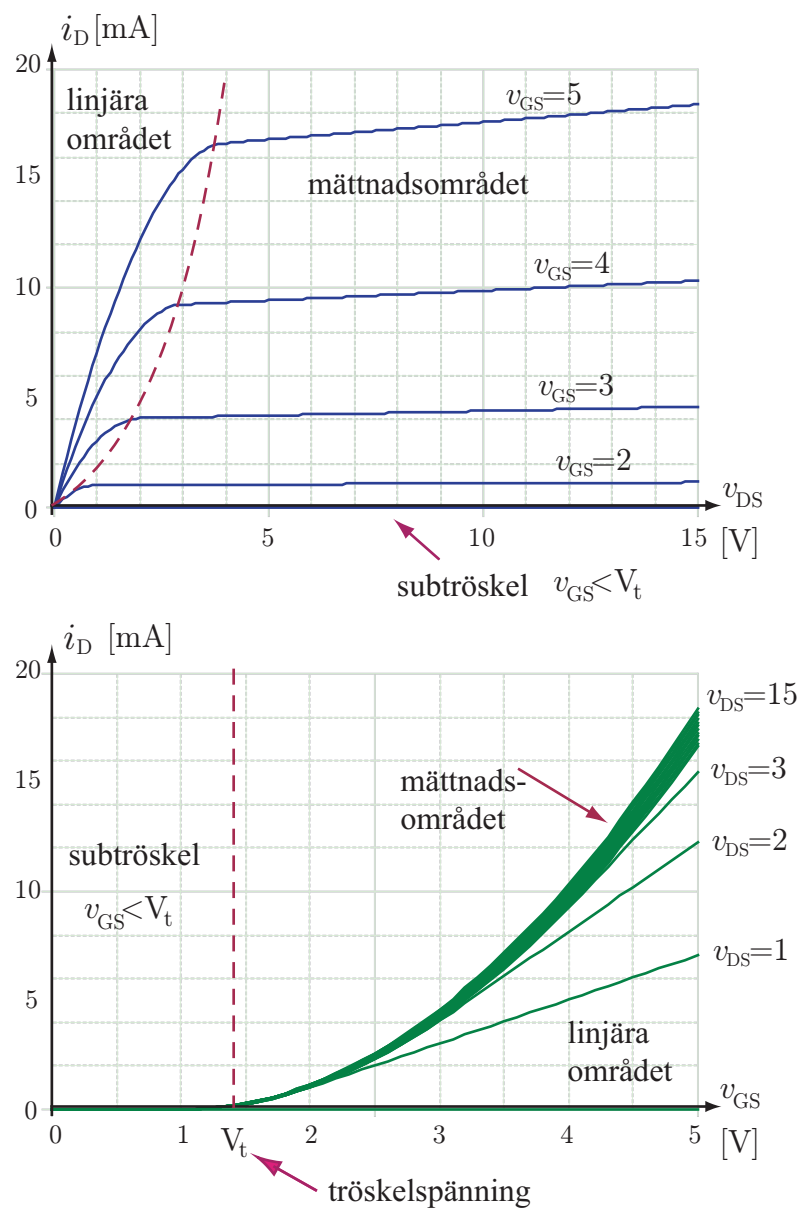 iD [mA]
20
linjära
området
vGS=5
15
mättnadsområdet
vGS=4
10
vGS=3
5
vGS=2
0
vDS
0
5
10
15
[V]
subtröskel vGS<Vt
iD [mA]
20
vDS=15
mättnads-
området
vDS=3
15
subtröskel
vDS=2
vGS<Vt
10
vDS=1
5
linjära
området
vGS
0
0
1
Vt
2
3
4
5
[V]
tröskelspänning